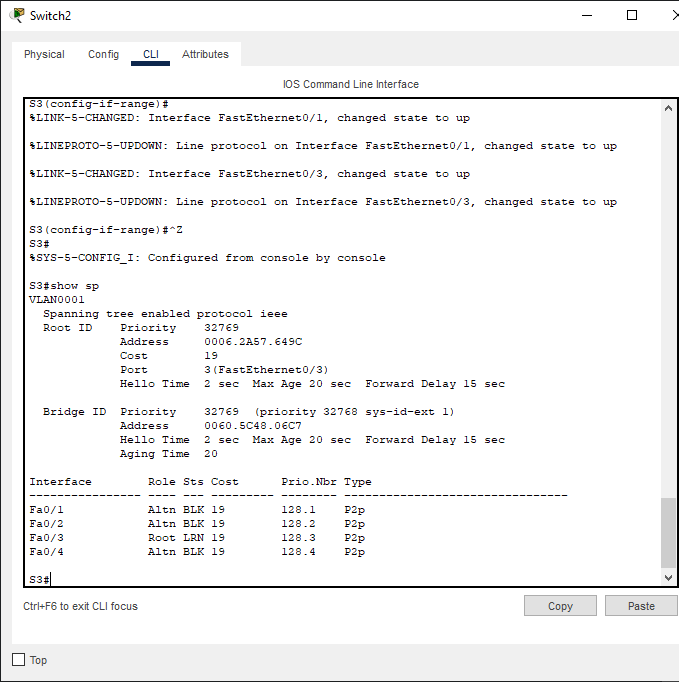 Switch2
Physical Config CLI Attributes
IOS Command Line Interface
S3(config-if-range)#
%LINK-5-CHANGED: Interface FastEthernet0/1, changed state to up
%LINEPROTO-5-UPDOWN: Line protocol on Interface FastEthernet0/1, changed state to up
%LINK-5-CHANGED: Interface FastEthernet0/3, changed state to up
%LINEPROTO-5-UPDOWN: Line protocol on Interface FastEthernet0/3, changed state to up
S3(config-if-range)#^Z
S3#
%SYS-5-CONFIG_I: Configured from console by console
S3#show sp
VLAN0001
  Spanning tree enabled protocol ieee
  Root ID    Priority    32769
             Address     0006.2A57.649C
             Cost        19
             Port        3(FastEthernet0/3)
             Hello Time  2 sec  Max Age 20 sec  Forward Delay 15 sec
  Bridge ID  Priority    32769  (priority 32768 sys-id-ext 1)
             Address     0060.5C48.06C7
             Hello Time  2 sec  Max Age 20 sec  Forward Delay 15 sec
             Aging Time  20
Interface        Role Sts Cost      Prio.Nbr Type
---------------- ---- --- --------- -------- --------------------------------
Fa0/1            Altn BLK 19        128.1    P2p
Fa0/2            Altn BLK 19        128.2    P2p
Fa0/3            Root LRN 19        128.3    P2p
Fa0/4            Altn BLK 19        128.4    P2p
S3#
Ctrl+F6 to exit CLI focus
Copy Paste
Top